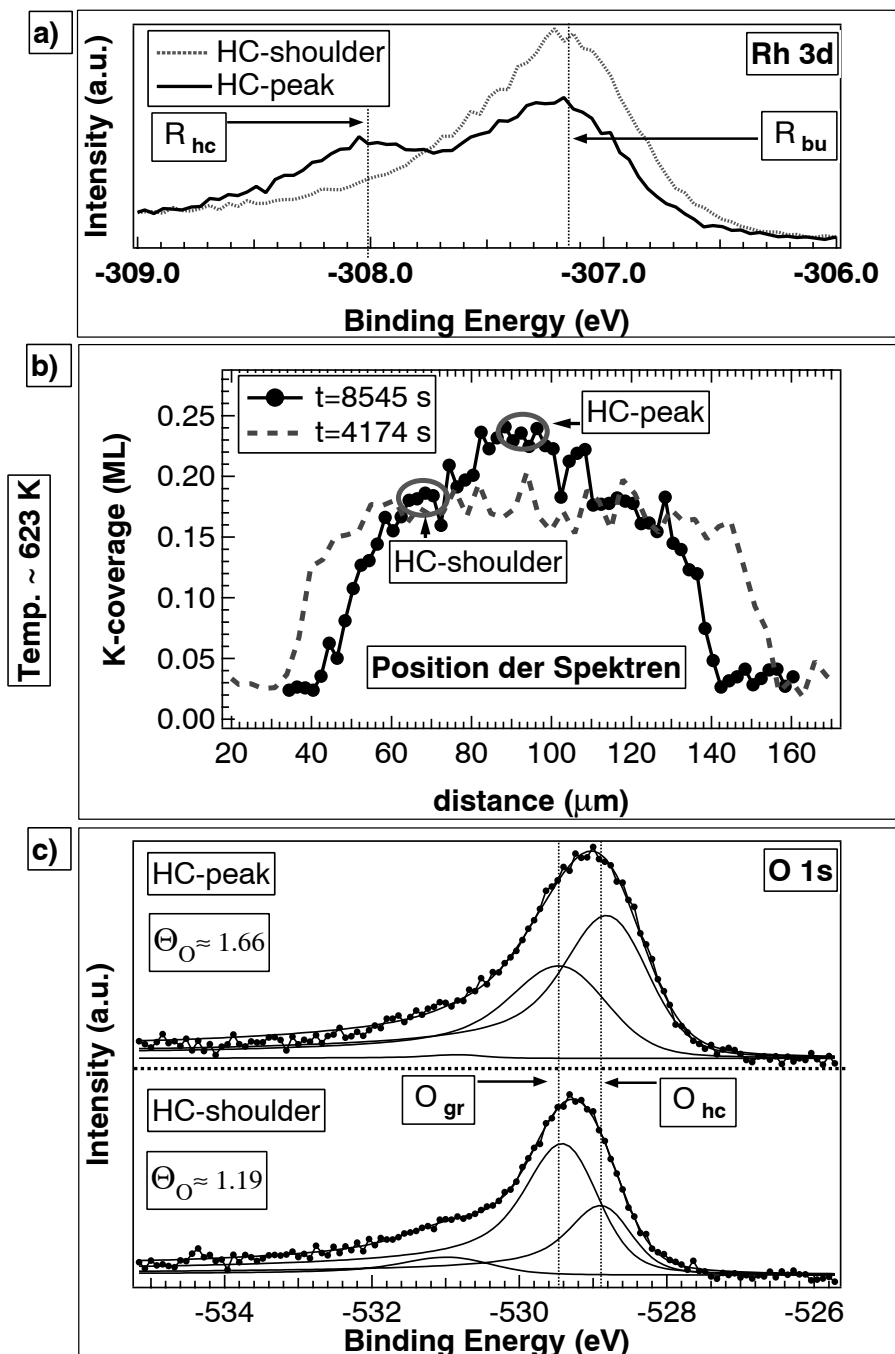 a)
HC-shoulder
HC-peak
Rh 3d
R hc
R bu
Intensity (a.u.)
-309.0 -308.0 -307.0 -306.0
Binding Energy (eV)
b)
t=8545 s
t=4174 s
HC-peak
HC-shoulder
Position der Spektren
Temp. ~ 623 K
K-coverage (ML)
0.25
0.20
0.15
0.10
0.05
0.00
20 40 60 80 100 120 140 160
distance (μm)
c)
HC-peak
O 1s
Θ_O ≈ 1.66
O gr
O hc
HC-shoulder
Θ_O ≈ 1.19
Intensity (a.u.)
-534 -532 -530 -528 -526
Binding Energy (eV)